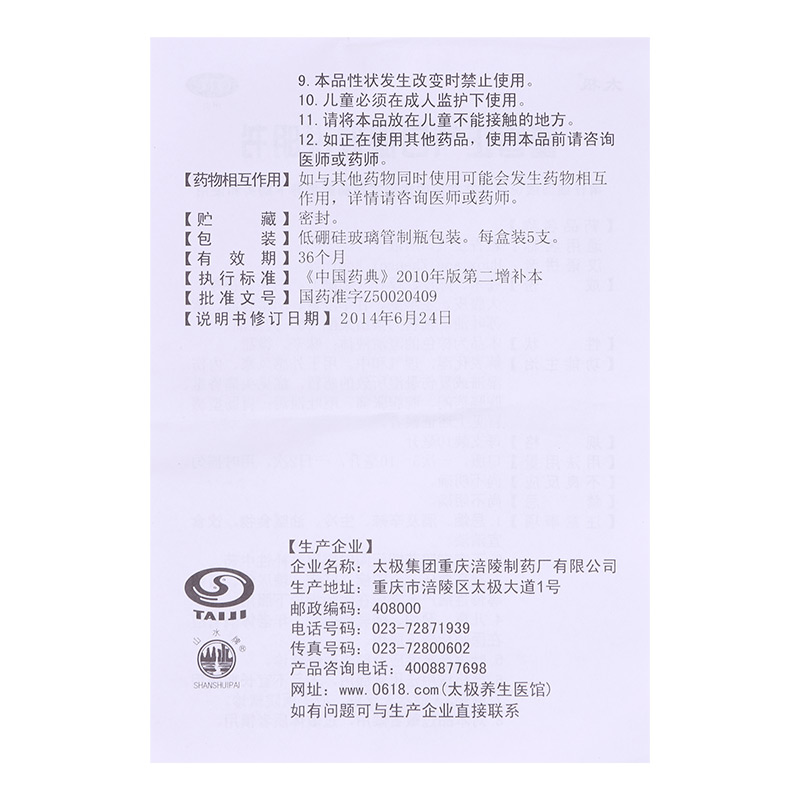 9. 本品性状发生改变时禁止使用。
10. 儿童必须在成人监护下使用。
11. 请将本品放在儿童不能接触的地方。
12. 如正在使用其他药品，使用本品前请咨询
医师或药师。
【药物相互作用】如与其他药物同时使用可能会发生药物相互
作用，详情请咨询医师或药师。
【贮 藏】密封。
【包 装】低硼硅玻璃管制瓶包装。每盒装5支。
【有 效 期】36个月
【执行标准】《中国药典》2010年版第二增补本
【批准文号】国药准字Z50020409
【说明书修订日期】2014年6月24日
【生产企业】
企业名称：太极集团重庆涪陵制药厂有限公司
生产地址：重庆市涪陵区太极大道1号
邮政编码：408000
电话号码：023-72871939
传真号码：023-72800602
产品咨询电话：4008877698
网址：www.0618.com(太极养生医馆)
如有问题可与生产企业直接联系
TAIJI
山水牌®
SHANSHUIPAI